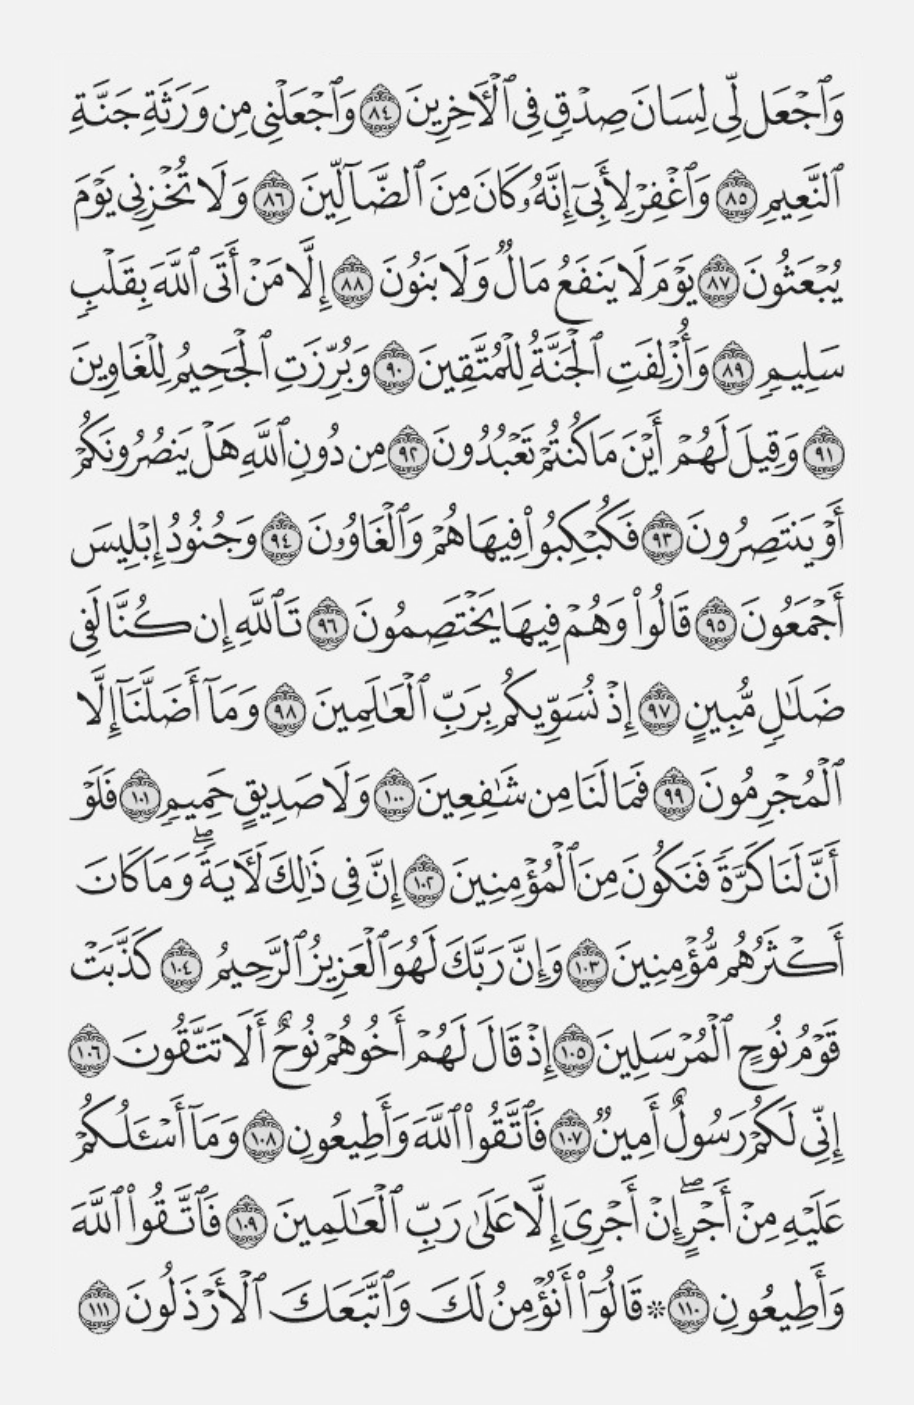 وَٱجۡعَل لِّي لِسَانَ صِدۡقٖ فِي ٱلۡأٓخِرِينَ ٨٤ وَٱجۡعَلۡنِي مِن وَرَثَةِ جَنَّةِ
ٱلنَّعِيمِ ٨٥ وَٱغۡفِرۡ لِأَبِيٓ إِنَّهُۥ كَانَ مِنَ ٱلضَّآلِّينَ ٨٦ وَلَا تُخۡزِنِي يَوۡمَ
يُبۡعَثُونَ ٨٧ يَوۡمَ لَا يَنفَعُ مَالٞ وَلَا بَنُونَ ٨٨ إِلَّا مَنۡ أَتَى ٱللَّهَ بِقَلۡبٖ
سَلِيمٖ ٨٩ وَأُزۡلِفَتِ ٱلۡجَنَّةُ لِلۡمُتَّقِينَ ٩٠ وَبُرِّزَتِ ٱلۡجَحِيمُ لِلۡغَاوِينَ
٩١ وَقِيلَ لَهُمۡ أَيۡنَ مَا كُنتُمۡ تَعۡبُدُونَ ٩٢ مِن دُونِ ٱللَّهِ هَلۡ يَنصُرُونَكُمۡ
أَوۡ يَنتَصِرُونَ ٩٣ فَكُبۡكِبُواْ فِيهَا هُمۡ وَٱلۡغَاوُۥنَ ٩٤ وَجُنُودُ إِبۡلِيسَ
أَجۡمَعُونَ ٩٥ قَالُواْ وَهُمۡ فِيهَا يَخۡتَصِمُونَ ٩٦ تَٱللَّهِ إِن كُنَّا لَفِي
ضَلَٰلٖ مُّبِينٍ ٩٧ إِذۡ نُسَوِّيكُم بِرَبِّ ٱلۡعَٰلَمِينَ ٩٨ وَمَآ أَضَلَّنَآ إِلَّا
ٱلۡمُجۡرِمُونَ ٩٩ فَمَا لَنَا مِن شَٰفِعِينَ ١٠٠ وَلَا صَدِيقٍ حَمِيمٖ ١٠١ فَلَوۡ
أَنَّ لَنَا كَرَّةٗ فَنَكُونَ مِنَ ٱلۡمُؤۡمِنِينَ ١٠٢ إِنَّ فِي ذَٰلِكَ لَأٓيَةٗۖ وَمَا كَانَ
أَكۡثَرُهُم مُّؤۡمِنِينَ ١٠٣ وَإِنَّ رَبَّكَ لَهُوَ ٱلۡعَزِيزُ ٱلرَّحِيمُ ١٠٤ كَذَّبَتۡ
قَوۡمُ نُوحٍ ٱلۡمُرۡسَلِينَ ١٠٥ إِذۡ قَالَ لَهُمۡ أَخُوهُمۡ نُوحٌ أَلَا تَتَّقُونَ ١٠٦
إِنِّي لَكُمۡ رَسُولٌ أَمِينٞ ١٠٧ فَٱتَّقُواْ ٱللَّهَ وَأَطِيعُونِ ١٠٨ وَمَآ أَسۡـَٔلُكُمۡ
عَلَيۡهِ مِنۡ أَجۡرٍۖ إِنۡ أَجۡرِيَ إِلَّا عَلَىٰ رَبِّ ٱلۡعَٰلَمِينَ ١٠٩ فَٱتَّقُواْ ٱللَّهَ
وَأَطِيعُونِ ١١٠ ۞ قَالُوٓاْ أَنُؤۡمِنُ لَكَ وَٱتَّبَعَكَ ٱلۡأَرۡذَلُونَ ١١١